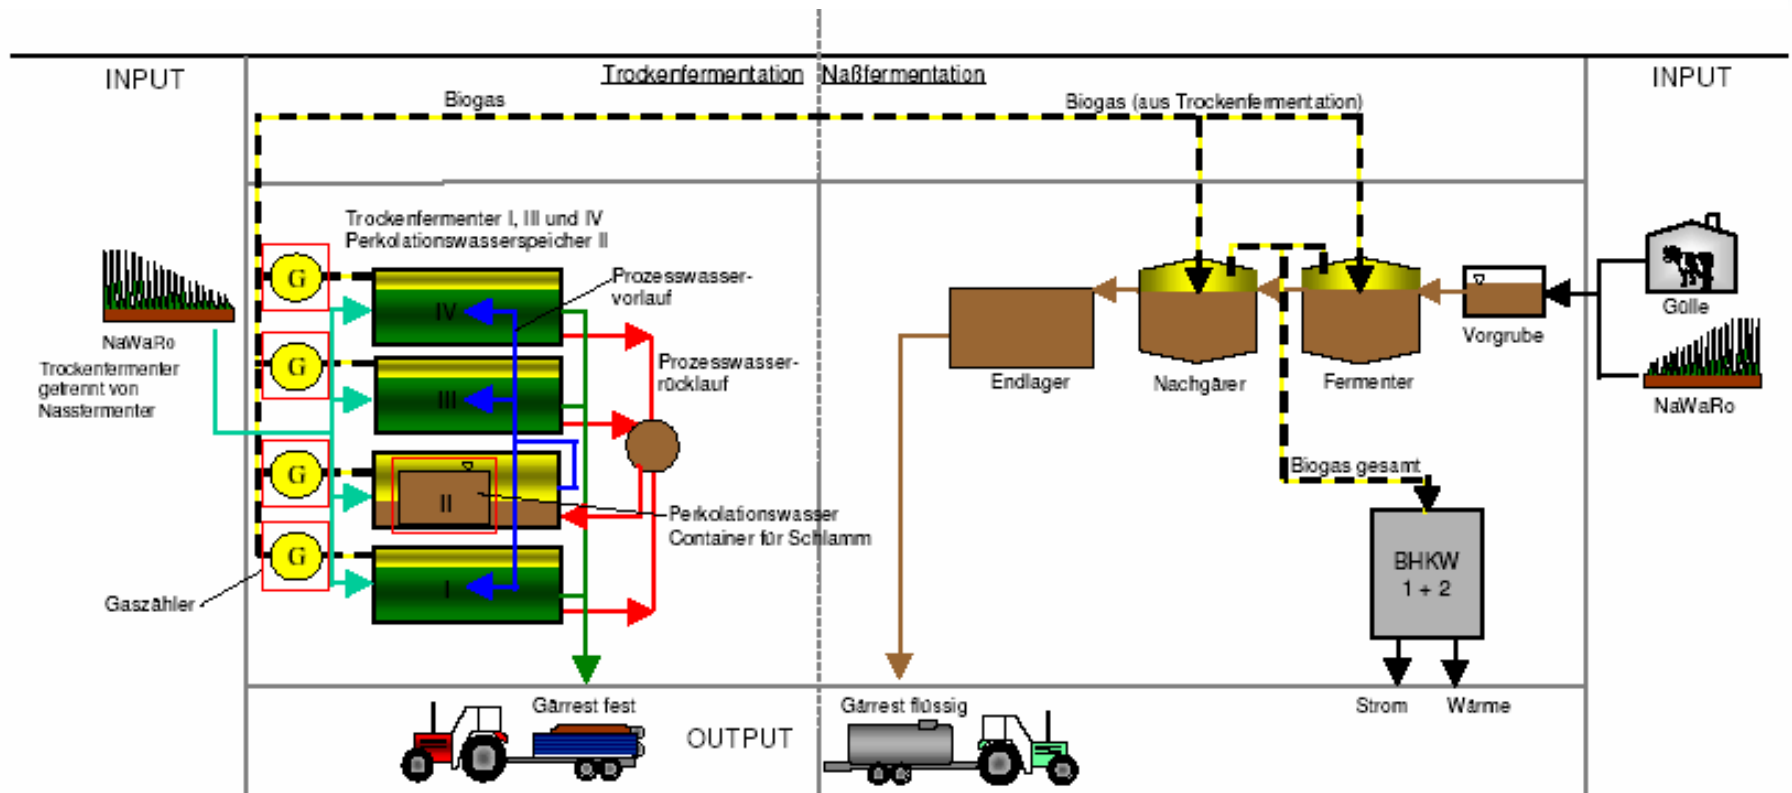 INPUT
Trockenfermentation
Naßfermentation
INPUT
Biogas
Biogas (aus Trockenfermentation)
Trockenfermenter I, III und IV
Perkolationswasserspeicher II
G
IV
Prozesswasser-
vorlauf
NaWaRo
Trockenfermenter
getrennt von
Nassfermenter
G
III
Prozesswasser-
rücklauf
G
II
Perkolationswasser
Container für Schlamm
G
I
Gaszähler
Endlager
Nachgärer
Fermenter
Vorgrube
Gülle
NaWaRo
Biogas gesamt
BHKW
1 + 2
Strom
Wärme
Gärrest fest
OUTPUT
Gärrest flüssig